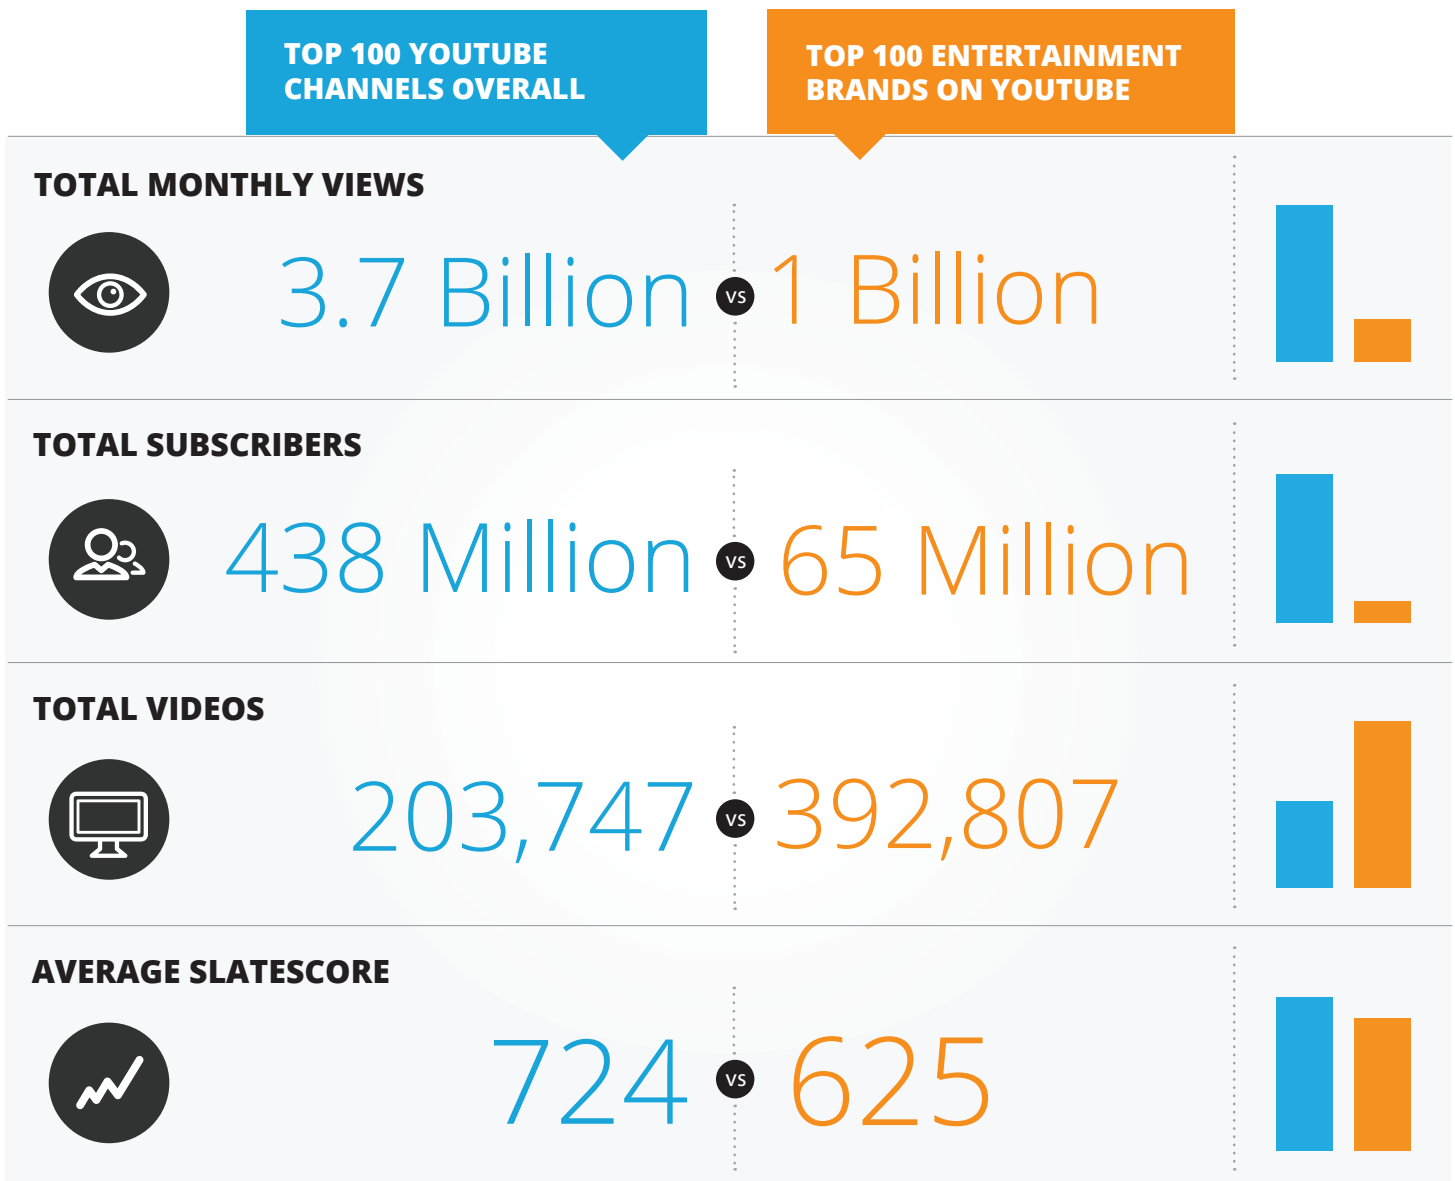 TOP 100 YOUTUBE
CHANNELS OVERALL
TOP 100 ENTERTAINMENT
BRANDS ON YOUTUBE
TOTAL MONTHLY VIEWS
3.7 Billion vs 1 Billion
TOTAL SUBSCRIBERS
438 Million vs 65 Million
TOTAL VIDEOS
203,747 vs 392,807
AVERAGE SLATESCORE
724 vs 625